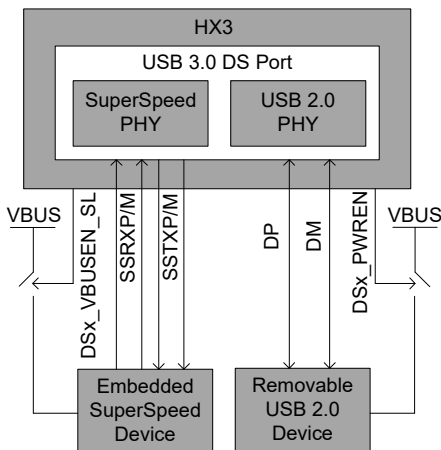 HX3
USB 3.0 DS Port
SuperSpeed
PHY
USB 2.0
PHY
VBUS
DSx_VBUSEN_SL
SSRXP/M
SSTXP/M
DP
DM
DSx_PWREN
VBUS
Embedded
SuperSpeed
Device
Removable
USB 2.0
Device